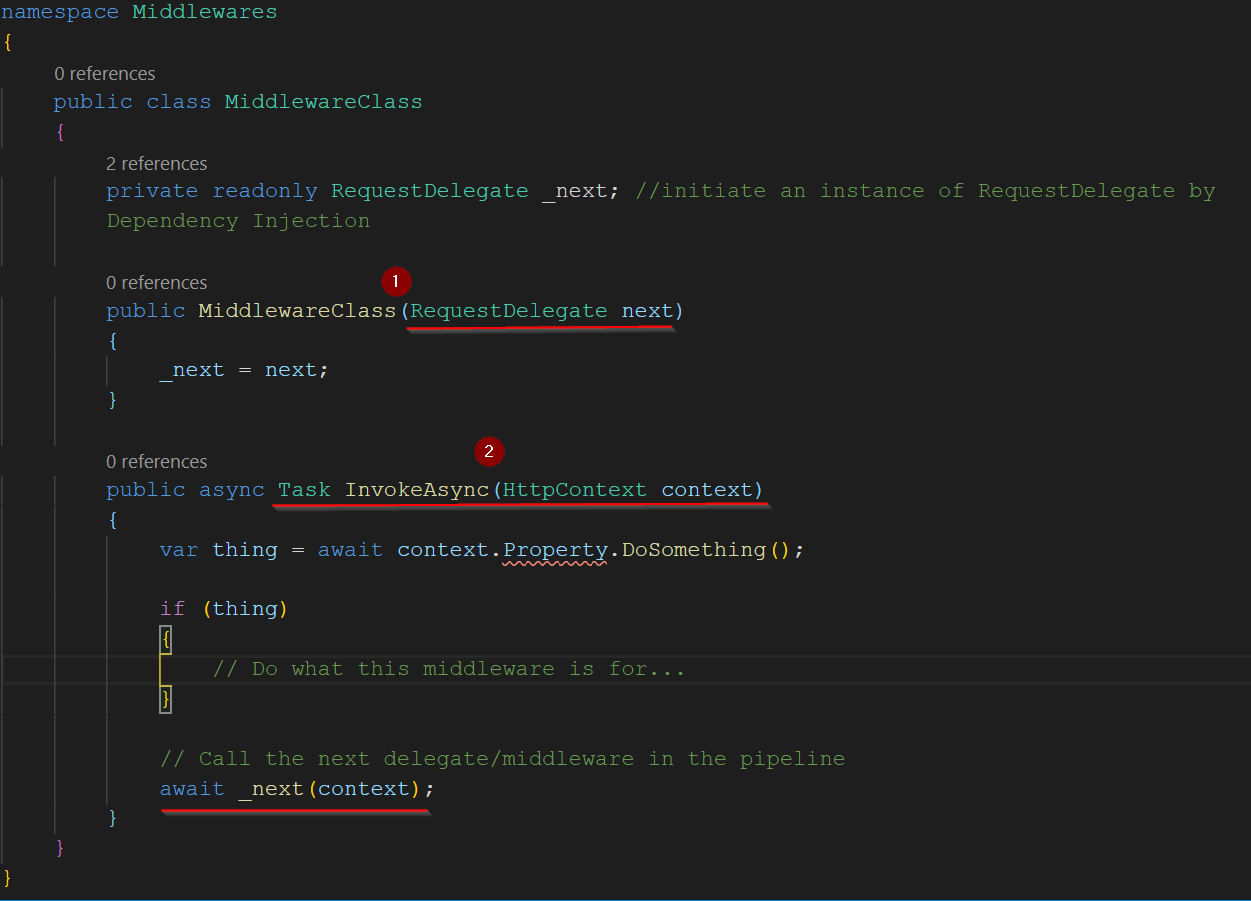 namespace Middlewares
{
0 references
public class MiddlewareClass
{
2 references
private readonly RequestDelegate _next; //initiate an instance of RequestDelegate by
Dependency Injection
0 references
1
public MiddlewareClass(RequestDelegate next)
{
_next = next;
}
0 references
2
public async Task InvokeAsync(HttpContext context)
{
var thing = await context.Property.DoSomething();
if (thing)
{
// Do what this middleware is for...
}
// Call the next delegate/middleware in the pipeline
await _next(context);
}
}
}